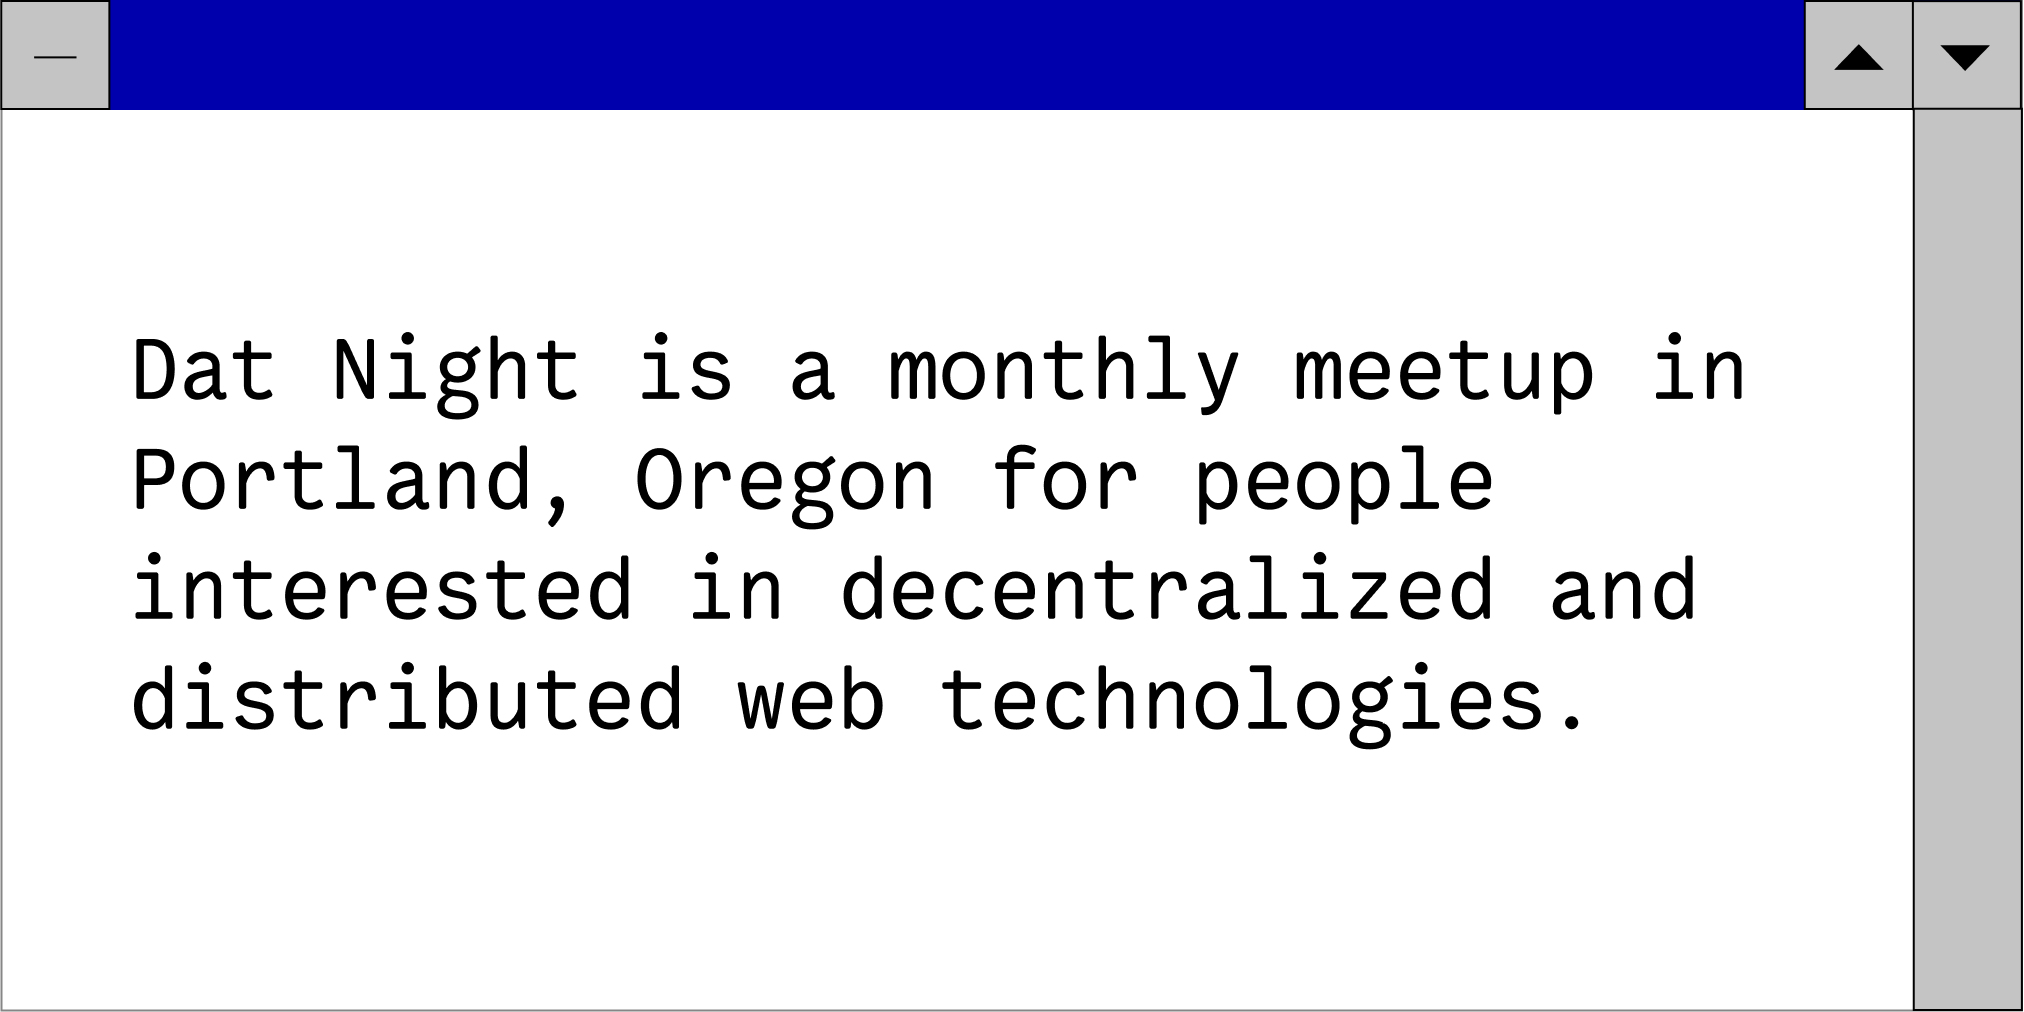 Dat Night is a monthly meetup in
Portland, Oregon for people
interested in decentralized and
distributed web technologies.